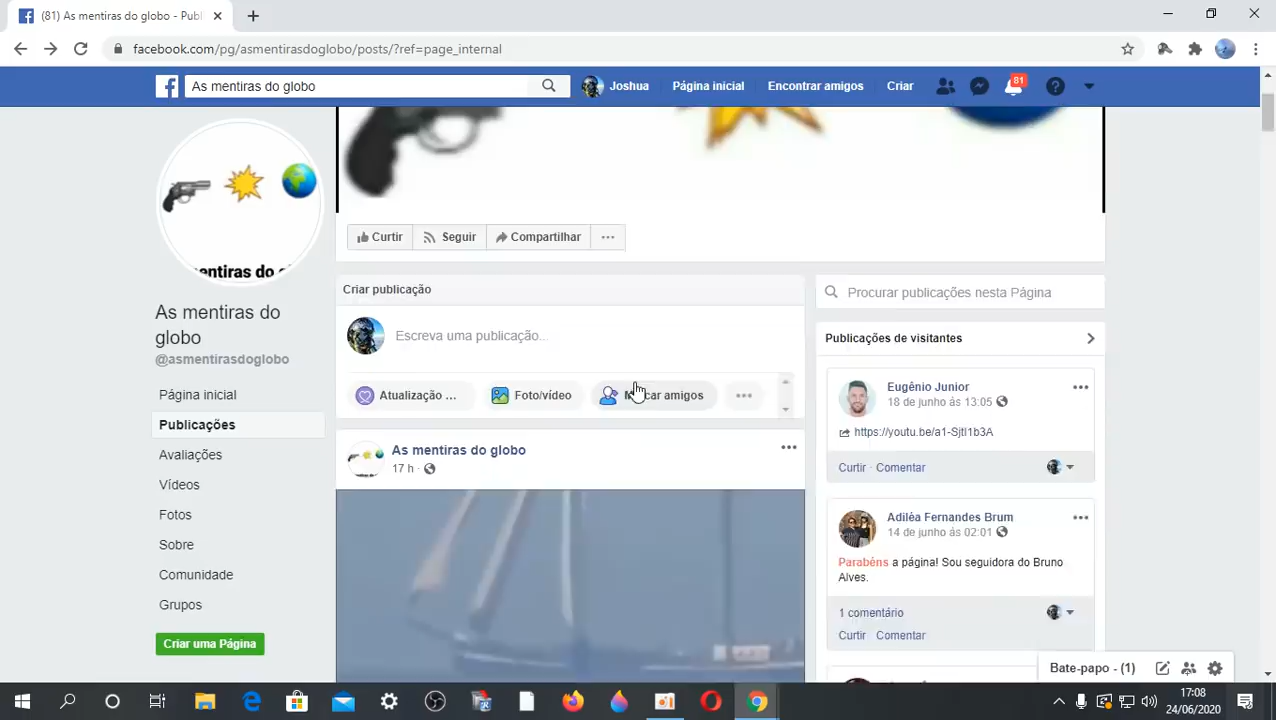 (81) As mentiras do globo - Publ
facebook.com/pg/asmentirasdoglobo/posts/?ref=page_internal
As mentiras do globo
Joshua
Página inicial
Encontrar amigos
Criar
81
entiras do g
As mentiras do
globo
@asmentirasdoglobo
Página inicial
Publicações
Avaliações
Vídeos
Fotos
Sobre
Comunidade
Grupos
Criar uma Página
Curtir
Seguir
Compartilhar
Criar publicação
Escreva uma publicação...
Atualização ...
Foto/vídeo
Marcar amigos
As mentiras do globo
17 h
Procurar publicações nesta Página
Publicações de visitantes
Eugênio Junior
18 de junho às 13:05
https://youtu.be/a1-Sjtl1b3A
Curtir · Comentar
Adiléa Fernandes Brum
14 de junho às 02:01
Parabéns a página! Sou seguidora do Bruno
Alves.
1 comentário
Curtir Comentar
Bate-papo - (1)
17:08
24/06/2020